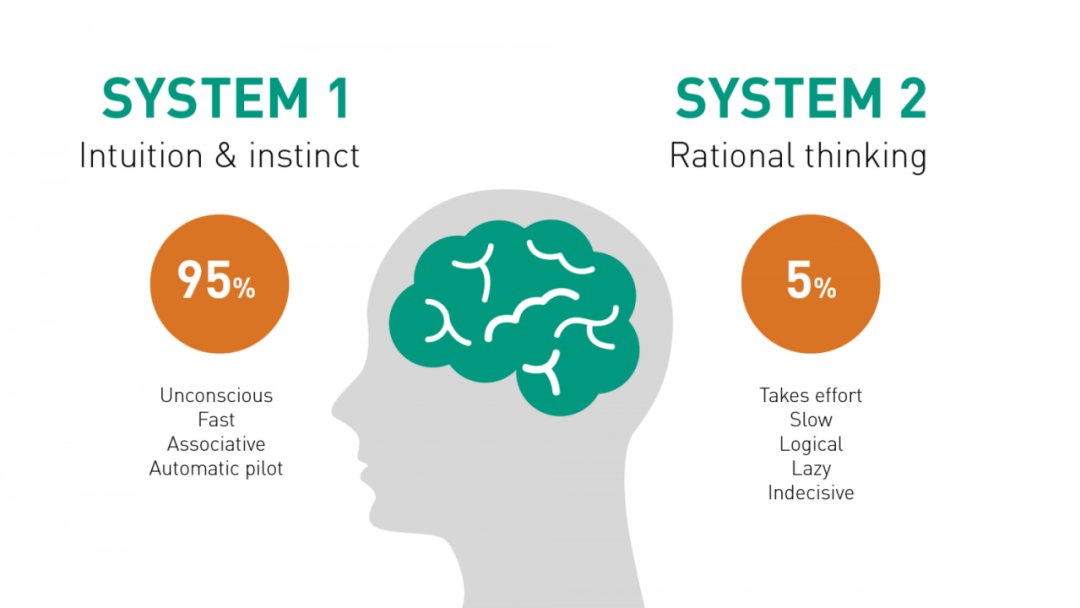 SYSTEM 1
Intuition & instinct
95%
Unconscious
Fast
Associative
Automatic pilot
SYSTEM 2
Rational thinking
5%
Takes effort
Slow
Logical
Lazy
Indecisive